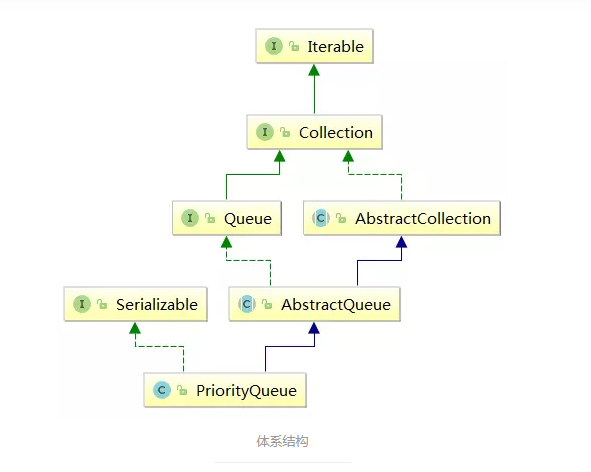 I Iterable
I Collection
I Queue
C AbstractCollection
I Serializable
C AbstractQueue
C PriorityQueue
体系结构